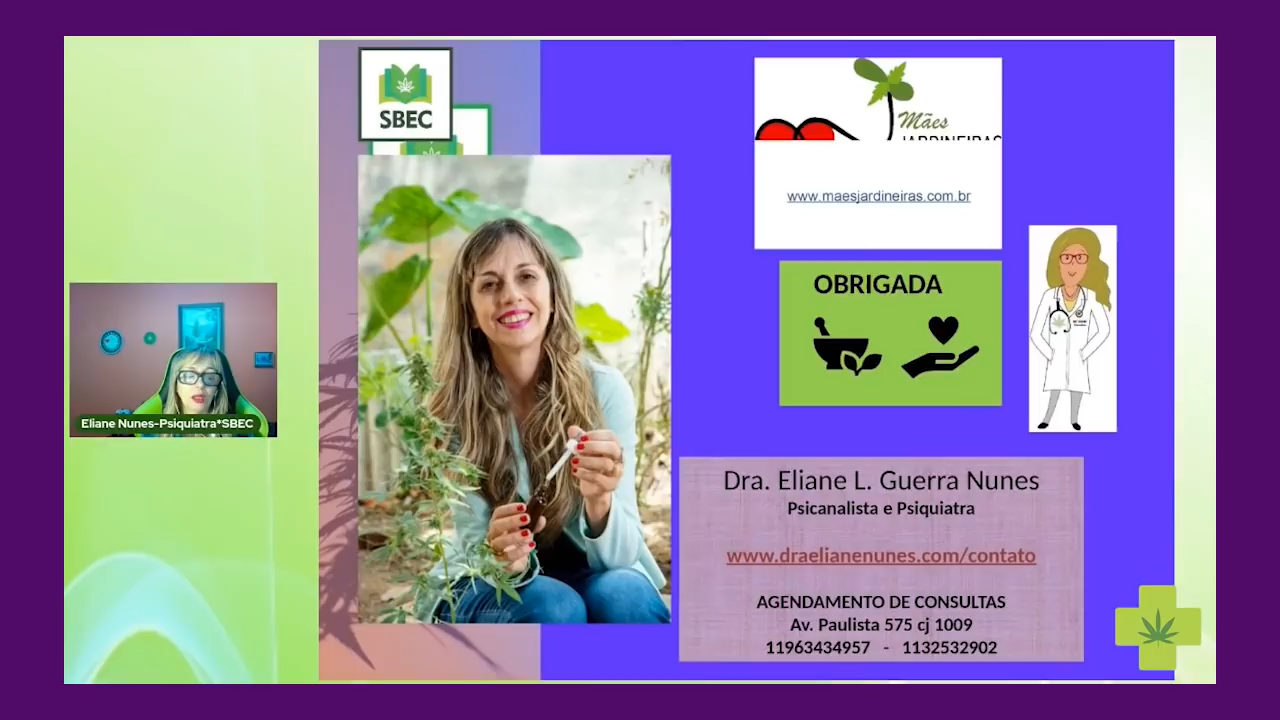 SBEC
Mães
JARDINEIRAS
www.maesjardineiras.com.br
OBRIGADA
Eliane Nunes-Psiquiatra*SBEC
Dra. Eliane L. Guerra Nunes
Psicanalista e Psiquiatra
www.draelianenunes.com/contato
AGENDAMENTO DE CONSULTAS
Av. Paulista 575 cj 1009
11963434957 - 1132532902